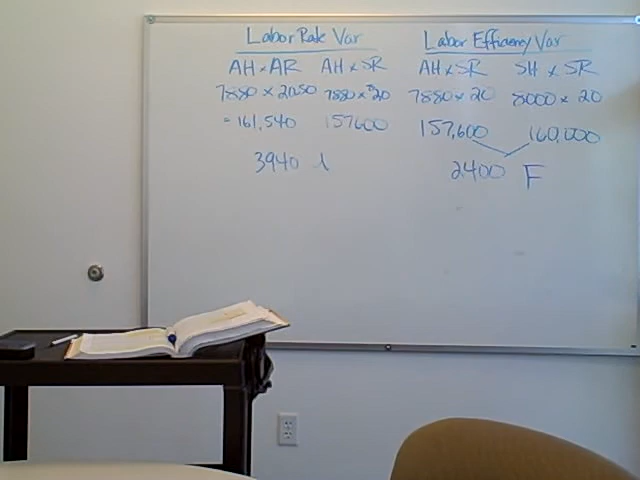 Labor Rate Var
AH x AR AH x SR
7880 x 20.50 7880 x $20
= 161,540 157600
3940
Labor Efficiency Var
AH x SR SH x SR
7880 x 20 8000 x 20
157,600 160,000
2400 F